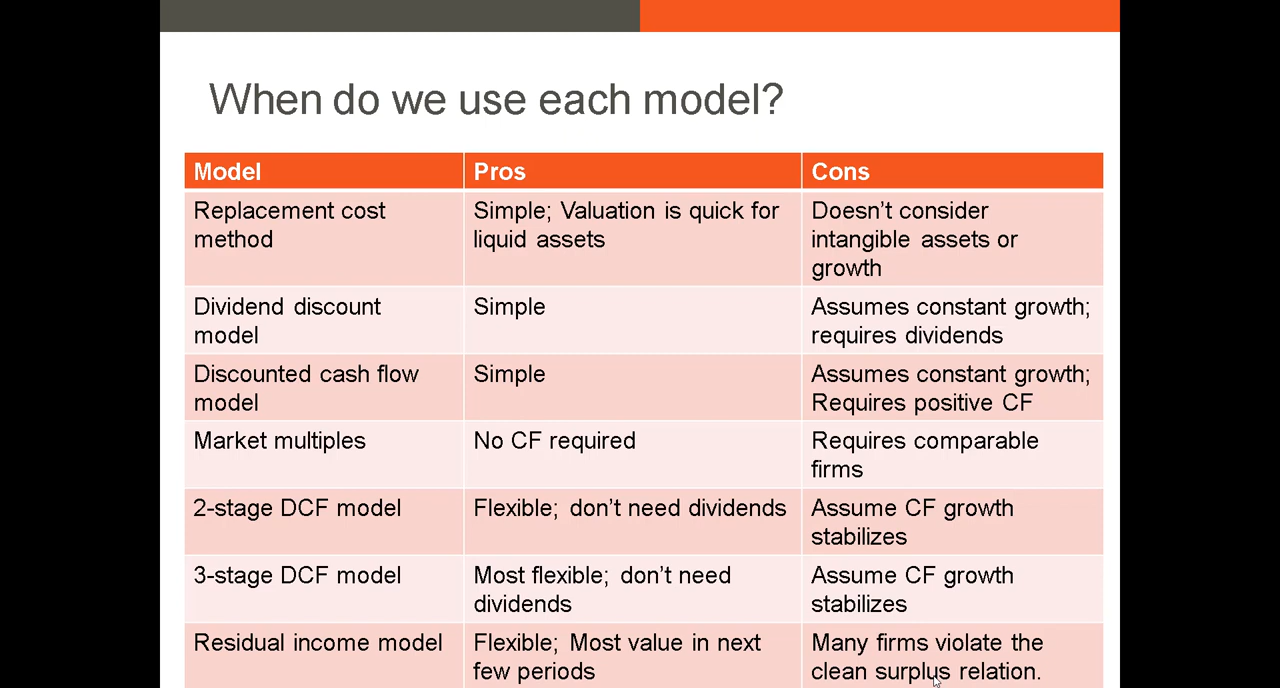 When do we use each model?
Model
Pros
Cons
Replacement cost
method
Simple; Valuation is quick for
liquid assets
Doesn't consider
intangible assets or
growth
Dividend discount
model
Simple
Assumes constant growth;
requires dividends
Discounted cash flow
model
Simple
Assumes constant growth;
Requires positive CF
Market multiples
No CF required
Requires comparable
firms
2-stage DCF model
Flexible; don't need dividends
Assume CF growth
stabilizes
3-stage DCF model
Most flexible; don't need
dividends
Assume CF growth
stabilizes
Residual income model
Flexible; Most value in next
few periods
Many firms violate the
clean surplus relation.